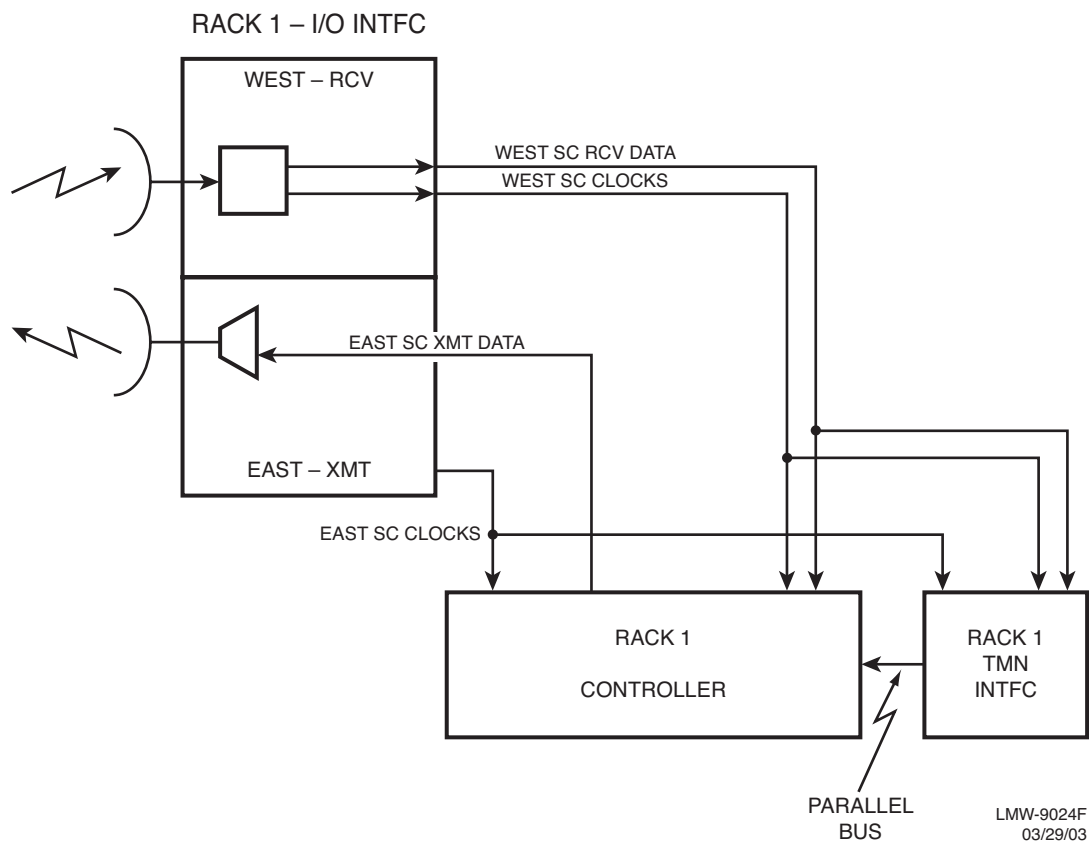 RACK 1 – I/O INTFC
WEST – RCV
WEST SC RCV DATA
WEST SC CLOCKS
EAST SC XMT DATA
EAST – XMT
EAST SC CLOCKS
RACK 1
CONTROLLER
RACK 1
TMN
INTFC
PARALLEL
BUS
LMW-9024F
03/29/03